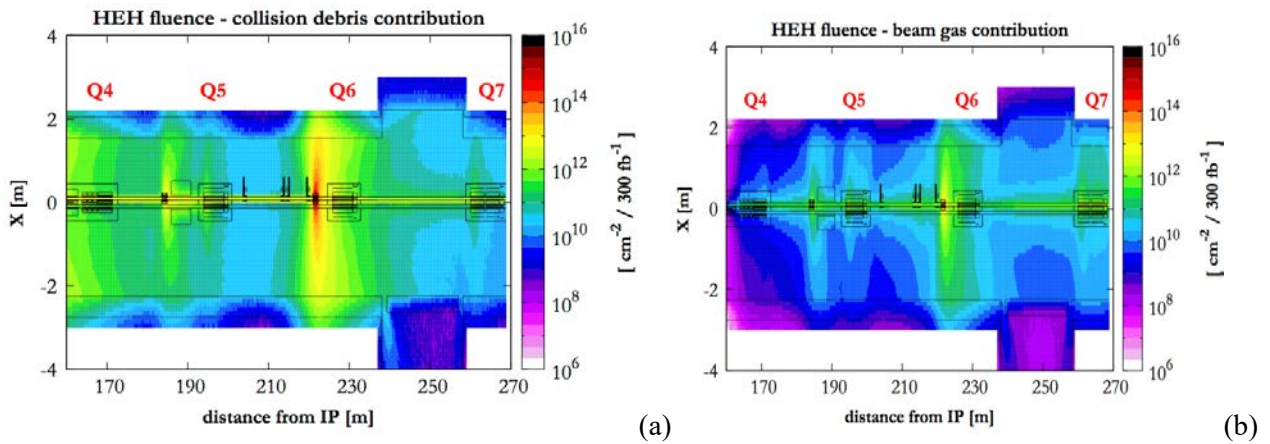 HEH fluence - collision debris contribution
4
2
0
-2
-4
X [m]
Q4 Q5 Q6 Q7
170 190 210 230 250 270
distance from IP [m]
10^16
10^14
10^12
10^10
10^8
10^6
[ cm^-2 / 300 fb^-1 ]
(a)
HEH fluence - beam gas contribution
4
2
0
-2
-4
X [m]
Q4 Q5 Q6 Q7
170 190 210 230 250 270
distance from IP [m]
10^16
10^14
10^12
10^10
10^8
10^6
[ cm^-2 / 300 fb^-1 ]
(b)